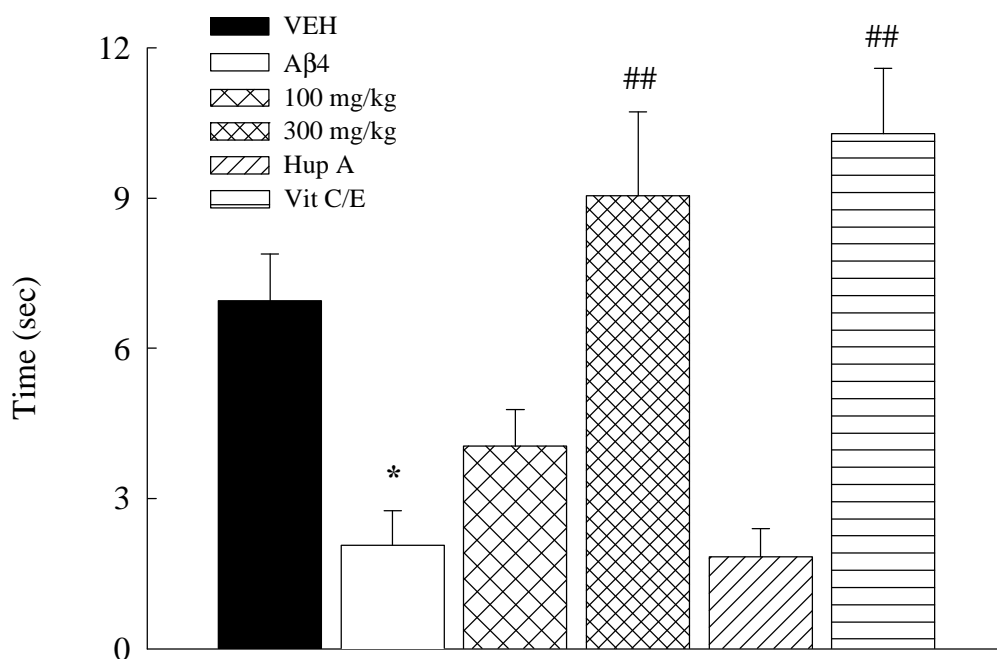 VEH
Aβ4
100 mg/kg
300 mg/kg
Hup A
Vit C/E
Time (sec)
12
9
6
3
0
*
##
##